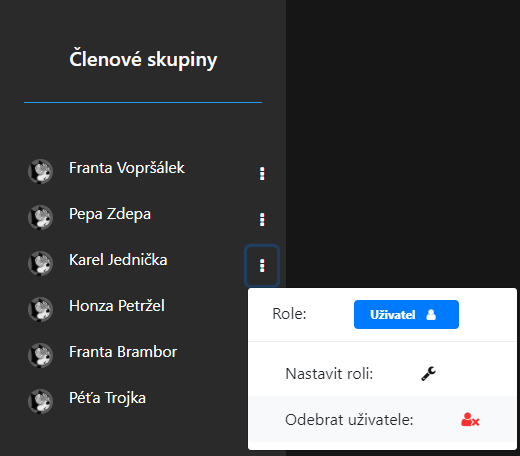 Členové skupiny
Franta Vopršálek
Pepa Zdepa
Karel Jednička
Honza Petržel
Franta Brambor
Péťa Trojka
Role: Uživatel
Nastavit roli:
Odebrat uživatele: